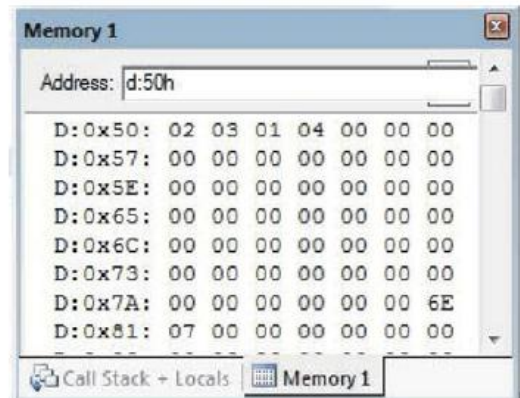 Memory 1
Address: d:50h
D:0x50: 02 03 01 04 00 00 00
D:0x57: 00 00 00 00 00 00 00
D:0x5E: 00 00 00 00 00 00 00
D:0x65: 00 00 00 00 00 00 00
D:0x6C: 00 00 00 00 00 00 00
D:0x73: 00 00 00 00 00 00 00
D:0x7A: 00 00 00 00 00 00 6E
D:0x81: 07 00 00 00 00 00 00
Call Stack + Locals Memory 1